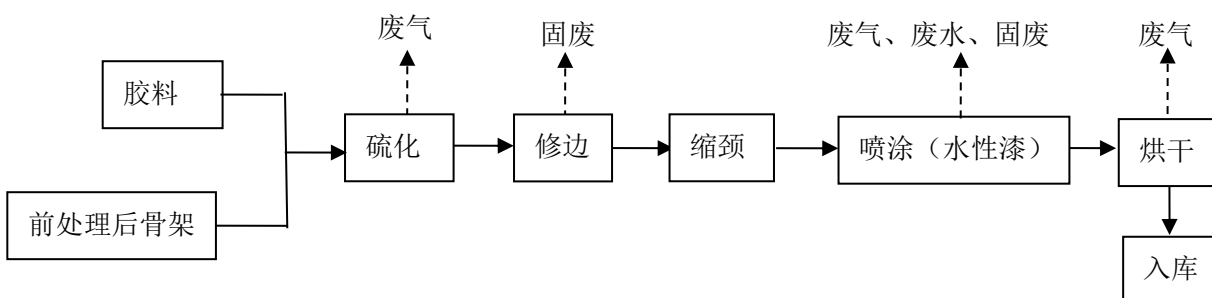 废气
固废
废气、废水、固废
废气
胶料
硫化
修边
缩颈
喷涂（水性漆）
烘干
前处理后骨架
入库